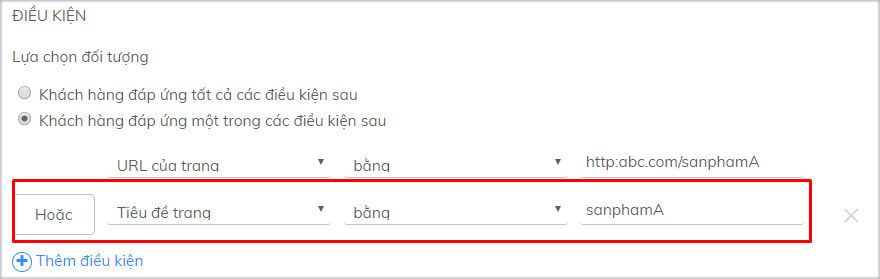 ĐIỀU KIỆN
Lựa chọn đối tượng
Khách hàng đáp ứng tất cả các điều kiện sau
Khách hàng đáp ứng một trong các điều kiện sau
URL của trang bằng http:abc.com/sanphamA
Hoặc Tiêu đề trang bằng sanphamA
Thêm điều kiện